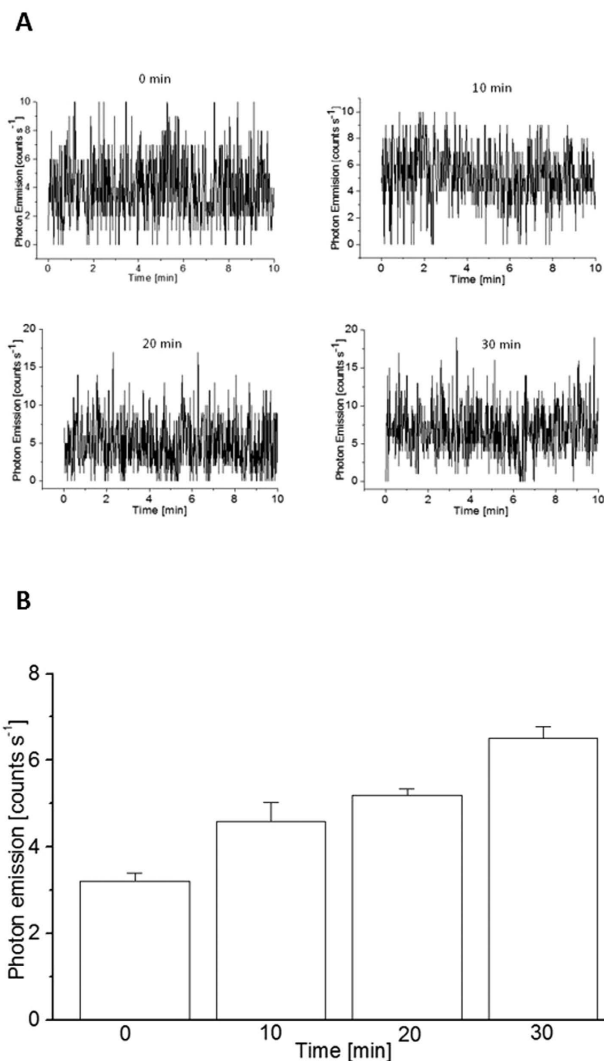 A
0 min
Photon Emmision [counts s⁻¹]
10
8
6
4
2
0
0 2 4 6 8 10
Time [min]
10 min
Photon Emission [counts s⁻¹]
10
8
6
4
2
0
0 2 4 6 8 10
Time [min]
20 min
Photon Emission [counts s⁻¹]
20
15
10
5
0
0 2 4 6 8 10
Time [min]
30 min
Photon Emission [counts s⁻¹]
20
15
10
5
0
0 2 4 6 8 10
Time [min]
B
Photon emission [counts s⁻¹]
8
6
4
2
0
0 10 20 30
Time [min]